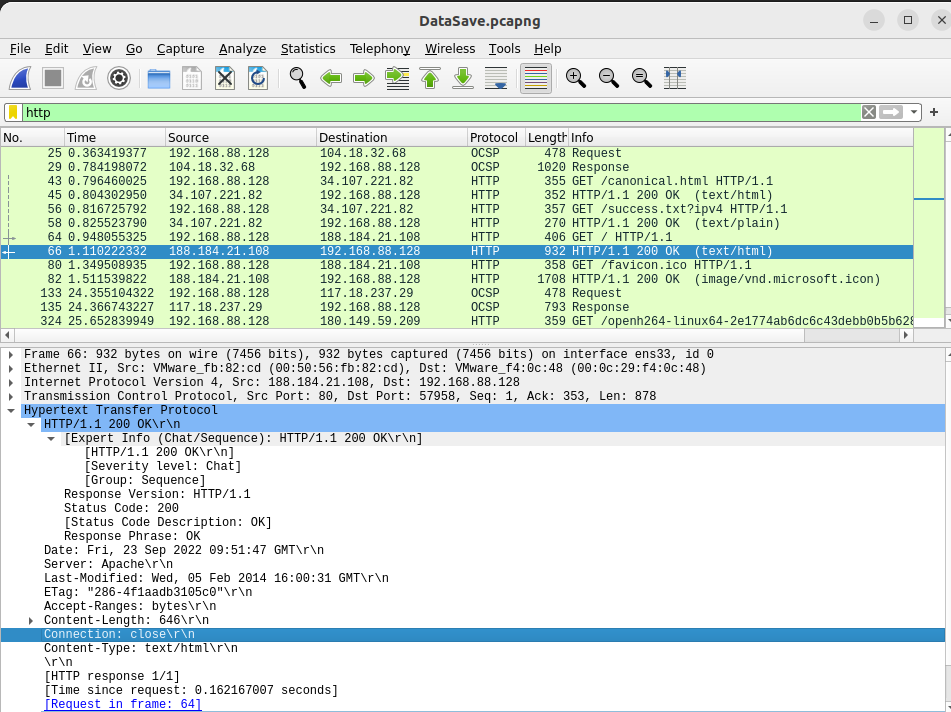 DataSave.pcapng
File Edit View Go Capture Analyze Statistics Telephony Wireless Tools Help
http
No. Time Source Destination Protocol Length Info
25 0.363419377 192.168.88.128 104.18.32.68 OCSP 478 Request
29 0.784198072 104.18.32.68 192.168.88.128 OCSP 1020 Response
43 0.796460025 192.168.88.128 34.107.221.82 HTTP 355 GET /canonical.html HTTP/1.1
45 0.804302950 34.107.221.82 192.168.88.128 HTTP 352 HTTP/1.1 200 OK (text/html)
56 0.816725792 192.168.88.128 34.107.221.82 HTTP 357 GET /success.txt?ipv4 HTTP/1.1
58 0.825523790 34.107.221.82 192.168.88.128 HTTP 270 HTTP/1.1 200 OK (text/plain)
64 0.948055325 192.168.88.128 188.184.21.108 HTTP 406 GET / HTTP/1.1
66 1.110222332 188.184.21.108 192.168.88.128 HTTP 932 HTTP/1.1 200 OK (text/html)
80 1.349508935 192.168.88.128 188.184.21.108 HTTP 358 GET /favicon.ico HTTP/1.1
82 1.511539822 188.184.21.108 192.168.88.128 HTTP 1708 HTTP/1.1 200 OK (image/vnd.microsoft.icon)
133 24.355104322 192.168.88.128 117.18.237.29 OCSP 478 Request
135 24.366743227 117.18.237.29 192.168.88.128 OCSP 793 Response
324 25.652839949 192.168.88.128 180.149.59.209 HTTP 359 GET /openh264-linux64-2e1774ab6dc6c43debb0b5b628
Frame 66: 932 bytes on wire (7456 bits), 932 bytes captured (7456 bits) on interface ens33, id 0
Ethernet II, Src: VMware_fb:82:cd (00:50:56:fb:82:cd), Dst: VMware_f4:0c:48 (00:0c:29:f4:0c:48)
Internet Protocol Version 4, Src: 188.184.21.108, Dst: 192.168.88.128
Transmission Control Protocol, Src Port: 80, Dst Port: 57958, Seq: 1, Ack: 353, Len: 878
Hypertext Transfer Protocol
HTTP/1.1 200 OK\r\n
[Expert Info (Chat/Sequence): HTTP/1.1 200 OK\r\n]
[HTTP/1.1 200 OK\r\n]
[Severity level: Chat]
[Group: Sequence]
Response Version: HTTP/1.1
Status Code: 200
[Status Code Description: OK]
Response Phrase: OK
Date: Fri, 23 Sep 2022 09:51:47 GMT\r\n
Server: Apache\r\n
Last-Modified: Wed, 05 Feb 2014 16:00:31 GMT\r\n
ETag: "286-4f1aadb3105c0"\r\n
Accept-Ranges: bytes\r\n
Content-Length: 646\r\n
Connection: close\r\n
Content-Type: text/html\r\n
\r\n
[HTTP response 1/1]
[Time since request: 0.162167007 seconds]
[Request in frame: 64]